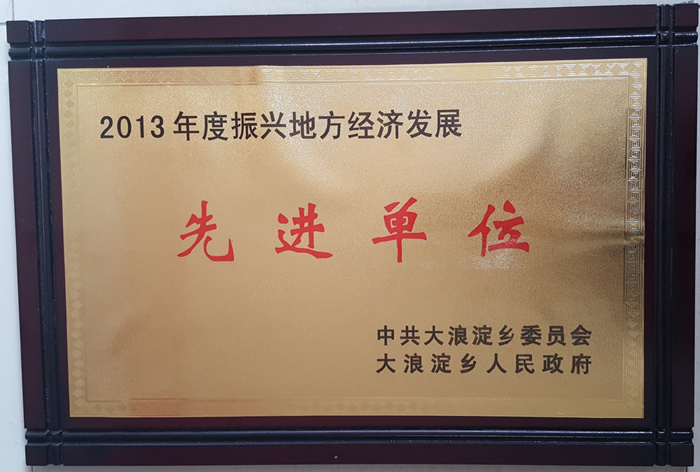 2013年度振兴地方经济发展
先进单位
中共大浪淀乡委员会
大浪淀乡人民政府